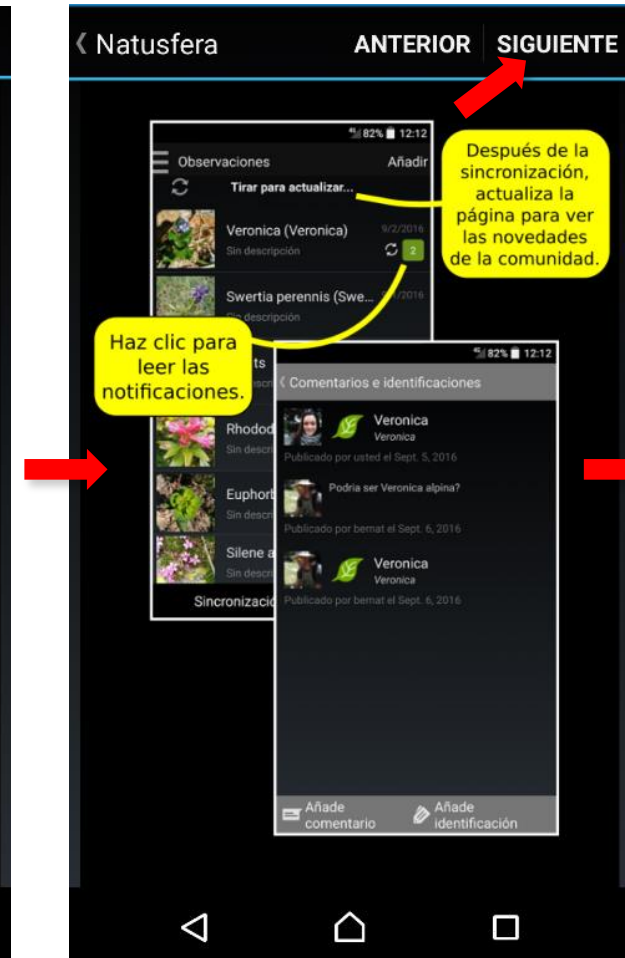 Natusfera
ANTERIOR
SIGUIENTE
82%
12:12
Observaciones
Añadir
Tirar para actualizar...
Veronica (Veronica)
9/2/2016
Sin descripción
2
Swertia perennis (Swe...
/2016
Sin descripción
Después de la
sincronización,
actualiza la
página para ver
las novedades
de la comunidad.
Haz clic para
leer las
notificaciones.
ts
Rhodod
Sin descri
Euphorb
Sin descri
Silene a
Sin descri
Sincronizació
82%
12:12
Comentarios e identificaciones
Veronica
Veronica
Publicado por usted el Sept. 5, 2016
Podria ser Veronica alpina?
Publicado por bernat el Sept. 6, 2016
Veronica
Veronica
Publicado por bernat el Sept. 6, 2016
Añade
comentario
Añade
identificación